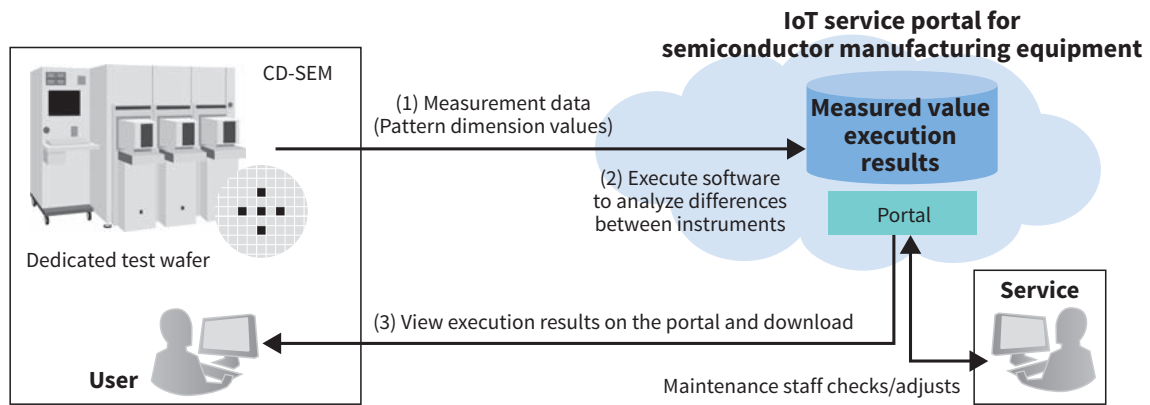 IoT service portal for
semiconductor manufacturing equipment
CD-SEM
(1) Measurement data
(Pattern dimension values)
Measured value
execution
results
(2) Execute software
to analyze differences
between instruments
Portal
Dedicated test wafer
Service
(3) View execution results on the portal and download
User
Maintenance staff checks/adjusts